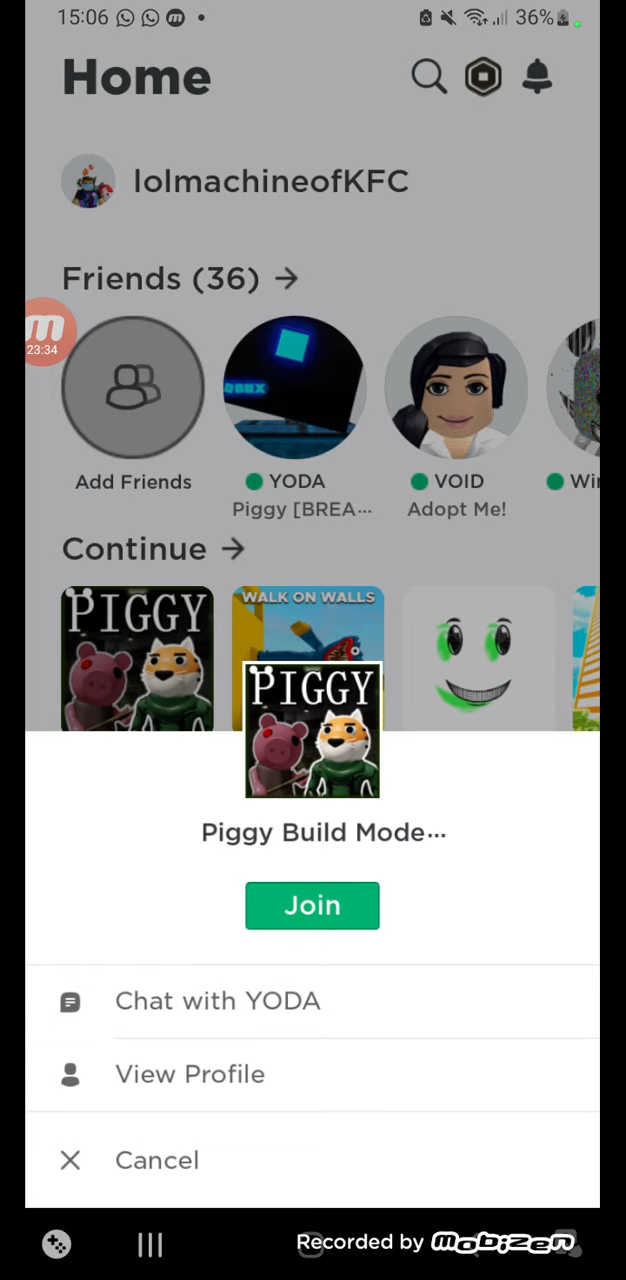 15:06
36%
Home
lolmachineofKFC
Friends (36)
23:34
Add Friends
YODA
Piggy [BREA...
VOID
Adopt Me!
Continue
PIGGY
WALK ON WALLS
PIGGY
Piggy Build Mode...
Join
Chat with YODA
View Profile
Cancel
Recorded by mobizen